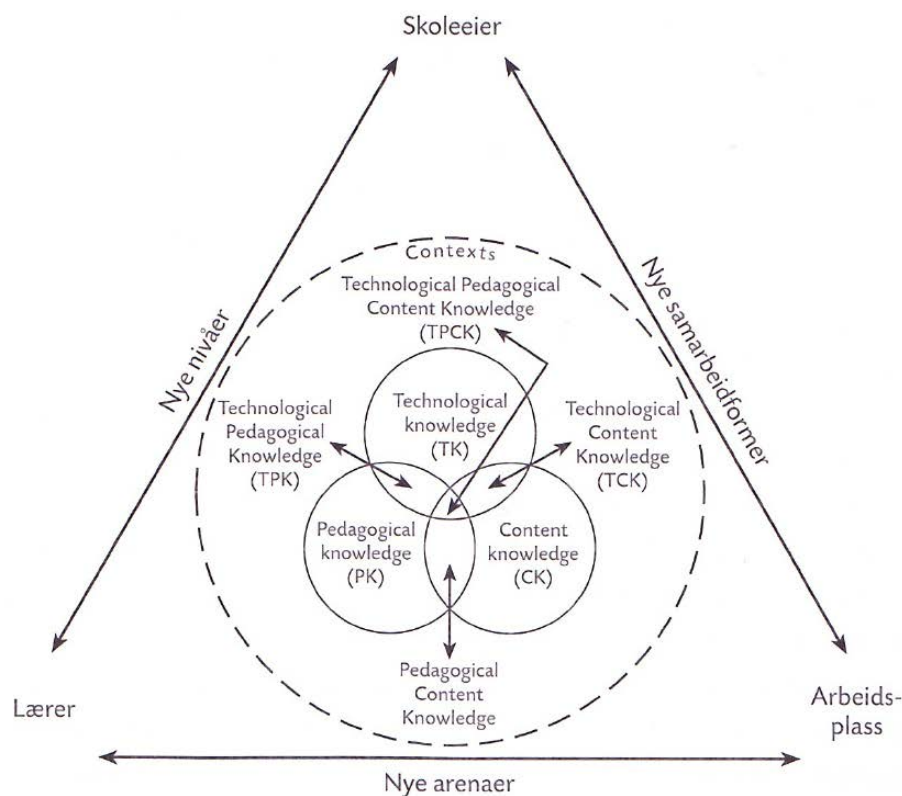 Skoleeier
Contexts
Technological Pedagogical
Content Knowledge
(TPCK)
Nye nivåer
Nye samarbeidformer
Technological
Pedagogical
Knowledge
(TPK)
Technological
knowledge
(TK)
Technological
Content
Knowledge
(TCK)
Pedagogical
knowledge
(PK)
Content
knowledge
(CK)
Pedagogical
Content
Knowledge
Lærer
Arbeids-
plass
Nye arenaer